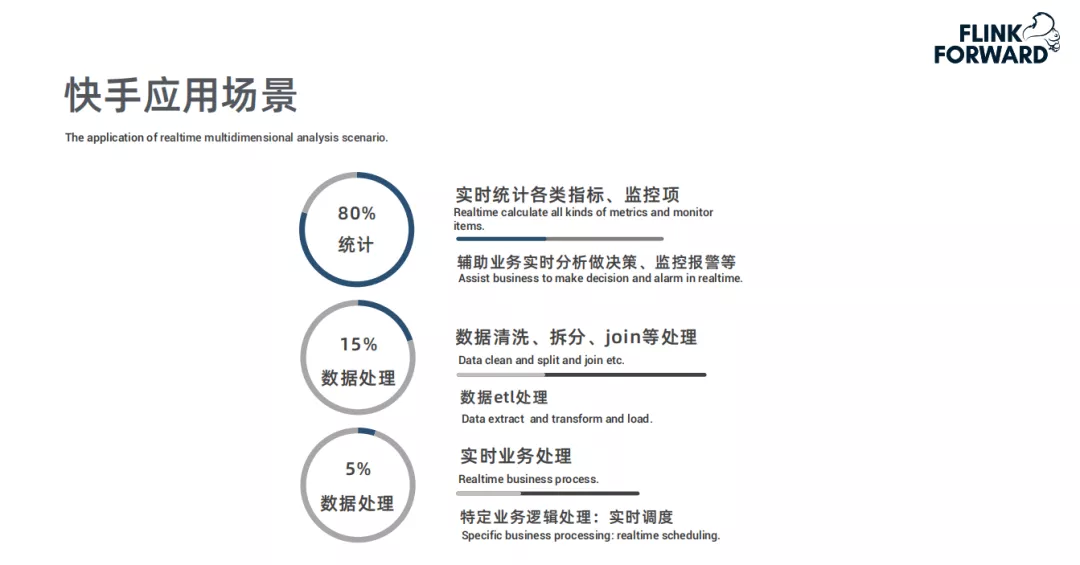 FLINK
FORWARD
快手应用场景
The application of realtime multidimensional analysis scenario.
80%
统计
实时统计各类指标、监控项
Realtime calculate all kinds of metrics and monitor
items.
辅助业务实时分析做决策、监控报警等
Assist business to make decision and alarm in realtime.
15%
数据处理
数据清洗、拆分、join等处理
Data clean and split and join etc.
数据etl处理
Data extract and transform and load.
5%
数据处理
实时业务处理
Realtime business process.
特定业务逻辑处理：实时调度
Specific business processing: realtime scheduling.